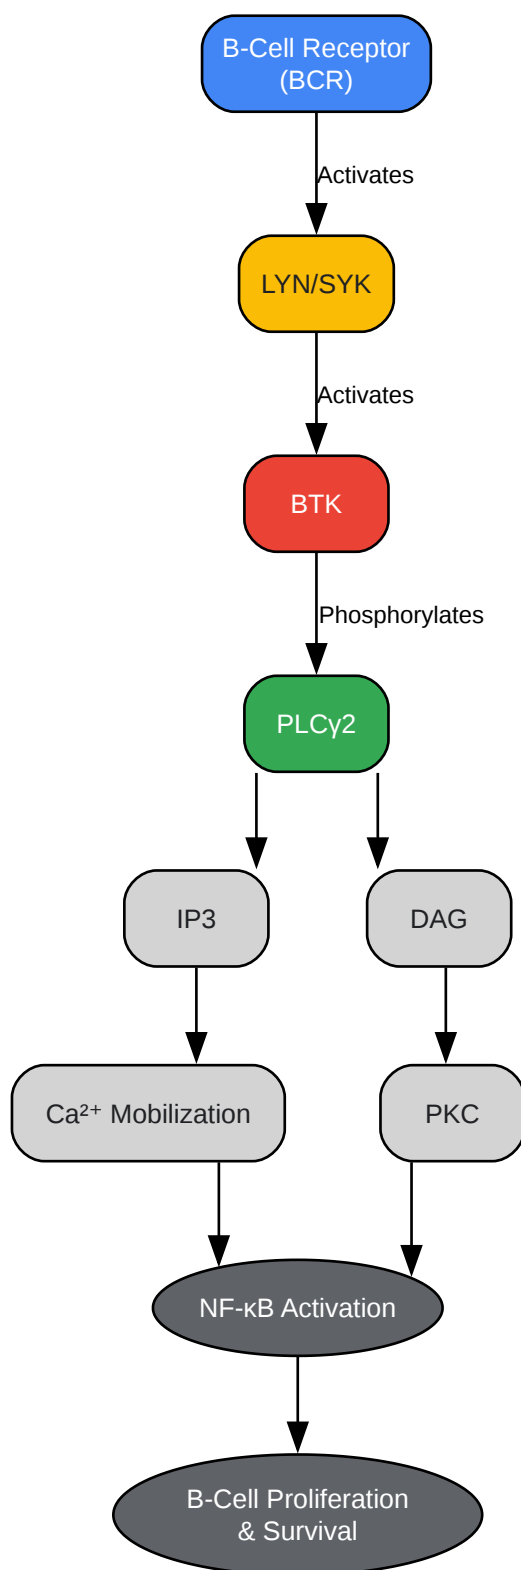 B-Cell Receptor
(BCR)
Activates
LYN/SYK
Activates
BTK
Phosphorylates
PLCγ2
IP3
DAG
Ca²⁺ Mobilization
PKC
NF-κB Activation
B-Cell Proliferation
& Survival